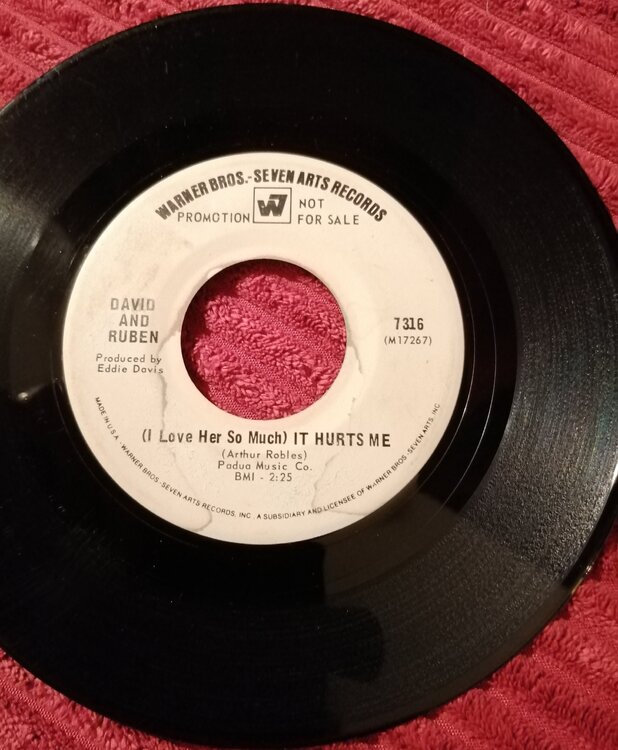 WARNER BROS.-SEVEN ARTS RECORDS
PROMOTION W7 NOT
FOR SALE
DAVID
AND
RUBEN
Produced by
Eddie Davis
7316
(M17267)
(I Love Her So Much) IT HURTS ME
(Arthur Robles)
Padua Music Co.
BMI - 2:25
MADE IN U.S.A. · WARNER BROS.-SEVEN ARTS RECORDS, INC., A SUBSIDIARY AND LICENSEE OF WARNER BROS.-SEVEN ARTS, INC.